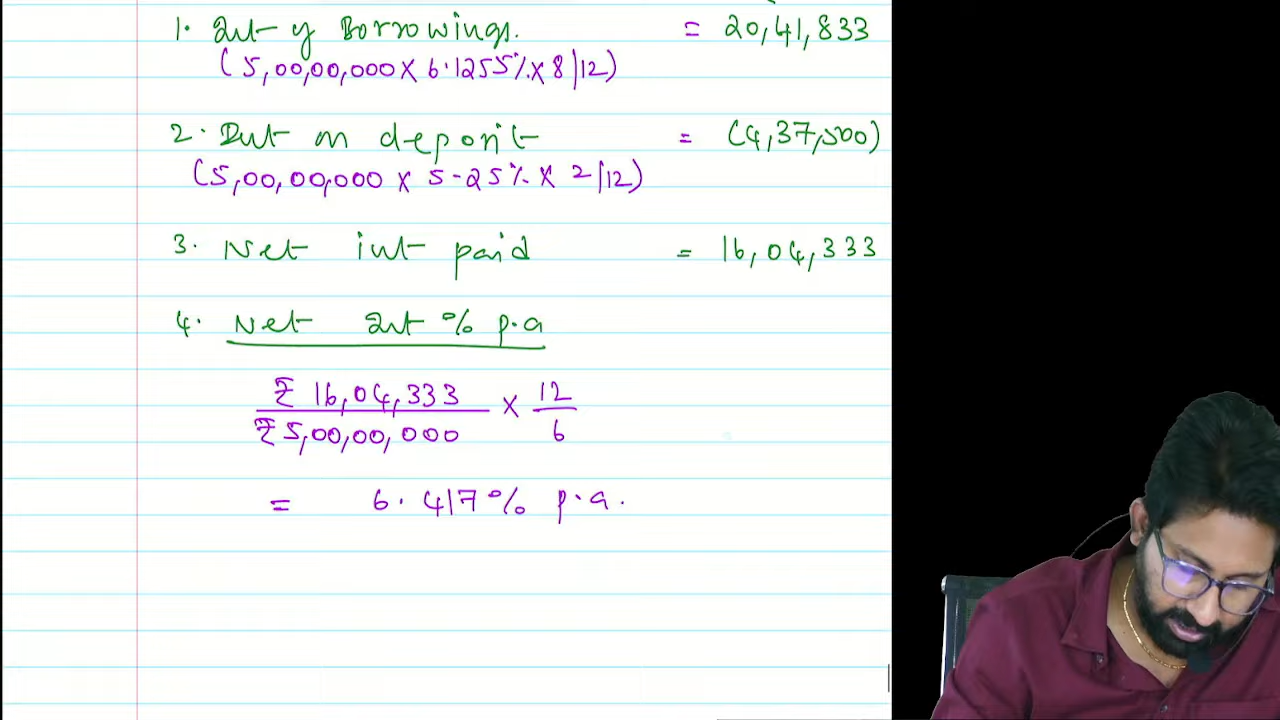 1. Int of Borrowings. = 20,41,833
(5,00,00,000 X 6.1255% X 8/12)
2. Int on deposit = (4,37,500)
(5,00,00,000 X 5.25% X 2/12)
3. Net int paid = 16,04,333
4. Net Int % p.a
₹ 16,04,333 X 12
₹ 5,00,00,000 6
= 6.417% p.a.